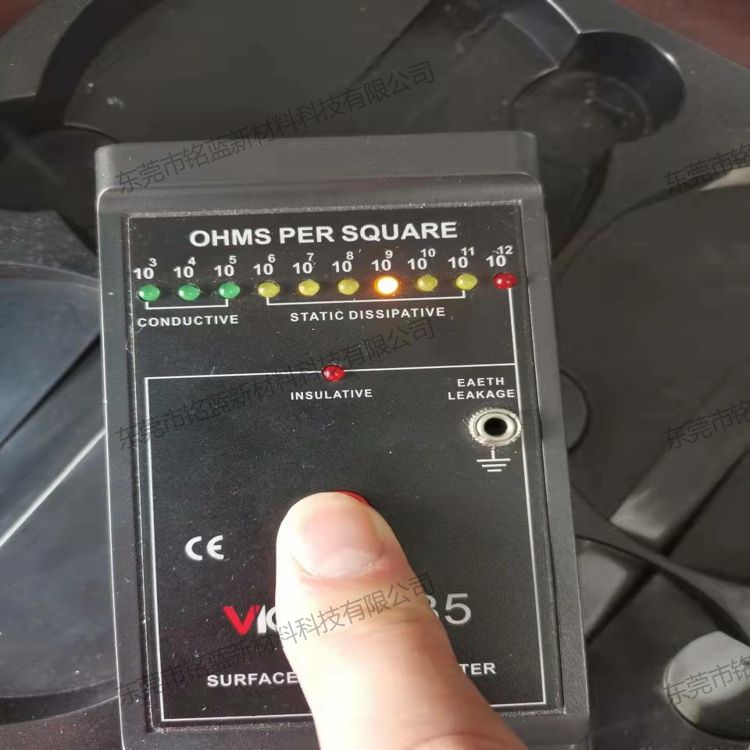 东莞市铭蓝新材料科技有限公司
OHMS PER SQUARE
10³ 10⁴ 10⁵ 10⁶ 10⁷ 10⁸ 10⁹ 10¹⁰ 10¹¹ 10¹²
CONDUCTIVE
STATIC DISSIPATIVE
东莞市铭蓝新材料科技有限公司
INSULATIVE
EAETH
LEAKAGE
CE
东莞市铭蓝新材料科技有限公司
SURFACE